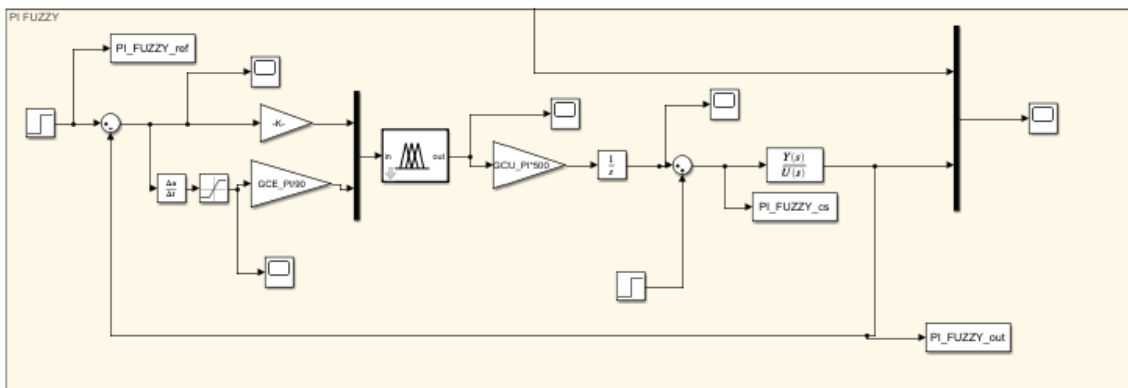 PI FUZZY
PI_FUZZY_ref
-K-
Δu
Δt
GCE_PI/90
in
out
GCU_PI*500
1
s
Y(s)
U(s)
PI_FUZZY_cs
PI_FUZZY_out